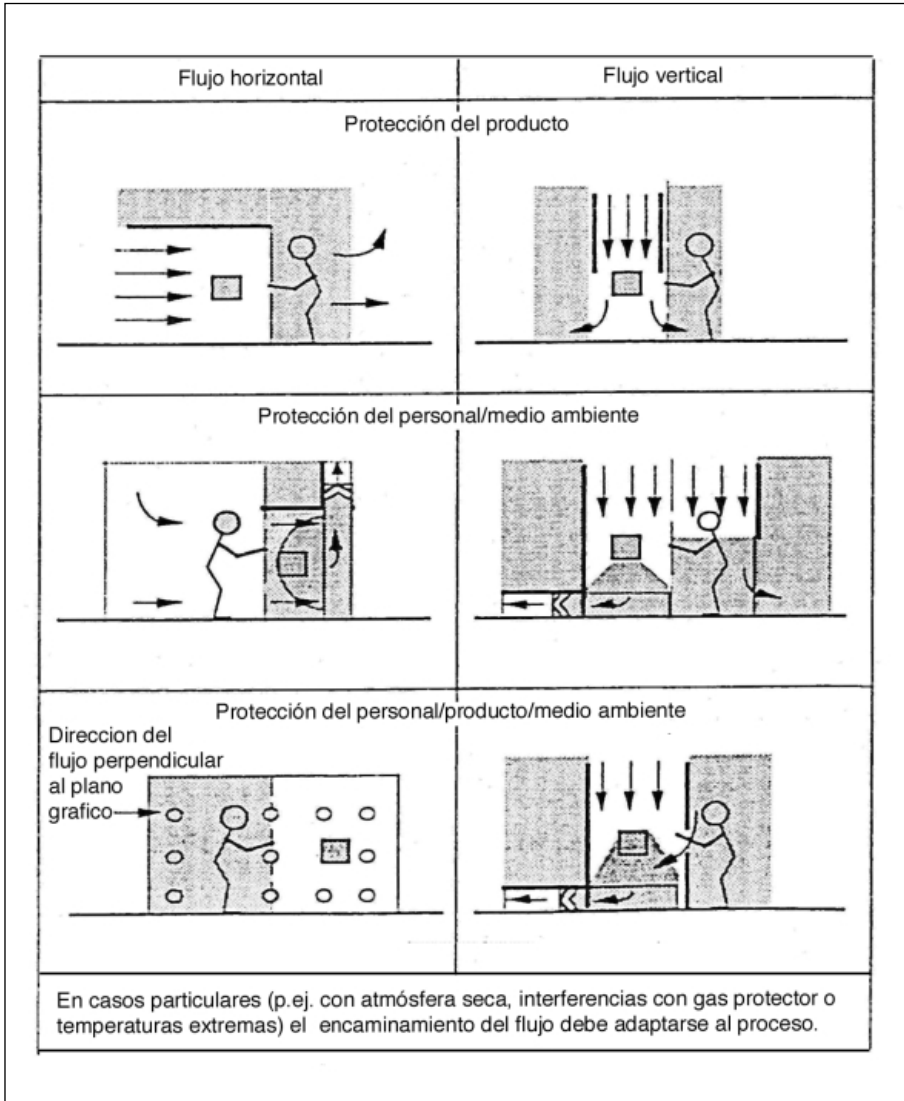 Flujo horizontal
Flujo vertical
Protección del producto
Protección del personal/medio ambiente
Protección del personal/producto/medio ambiente
Direccion del
flujo perpendicular
al plano
grafico
En casos particulares (p.ej. con atmósfera seca, interferencias con gas protector o
temperaturas extremas) el encaminamiento del flujo debe adaptarse al proceso.